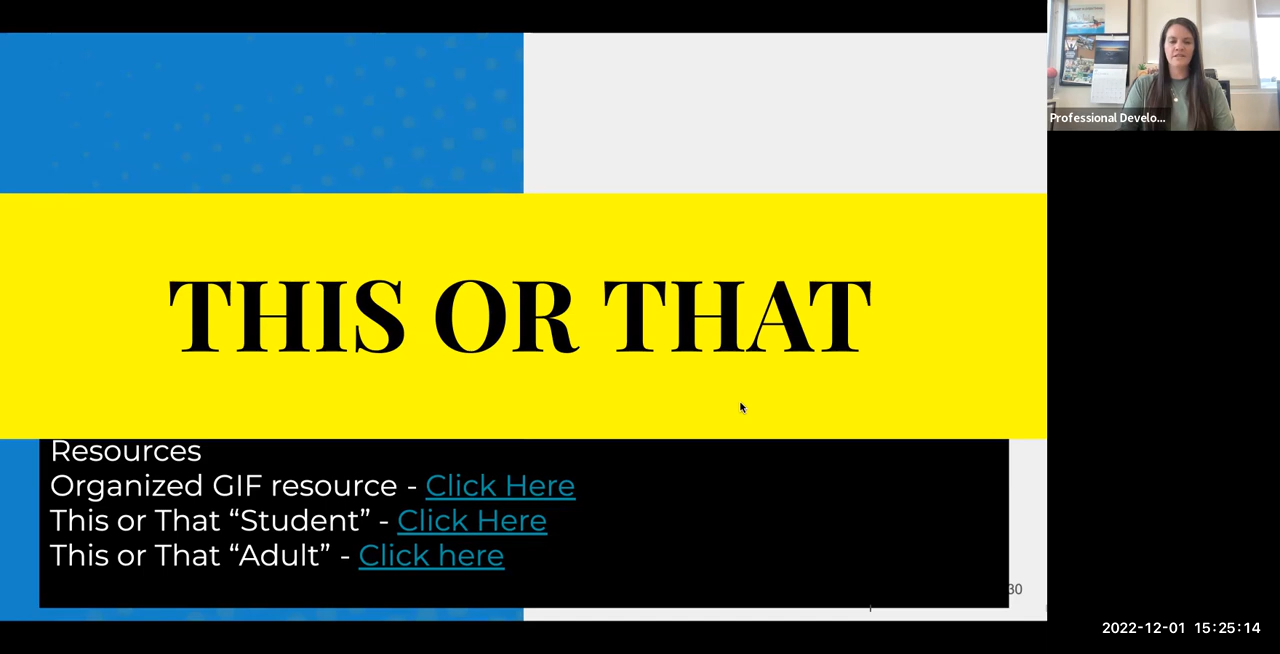 Professional Develo...
THIS OR THAT
Resources
Organized GIF resource - Click Here
This or That “Student” - Click Here
This or That “Adult” - Click here
30
2022-12-01 15:25:14